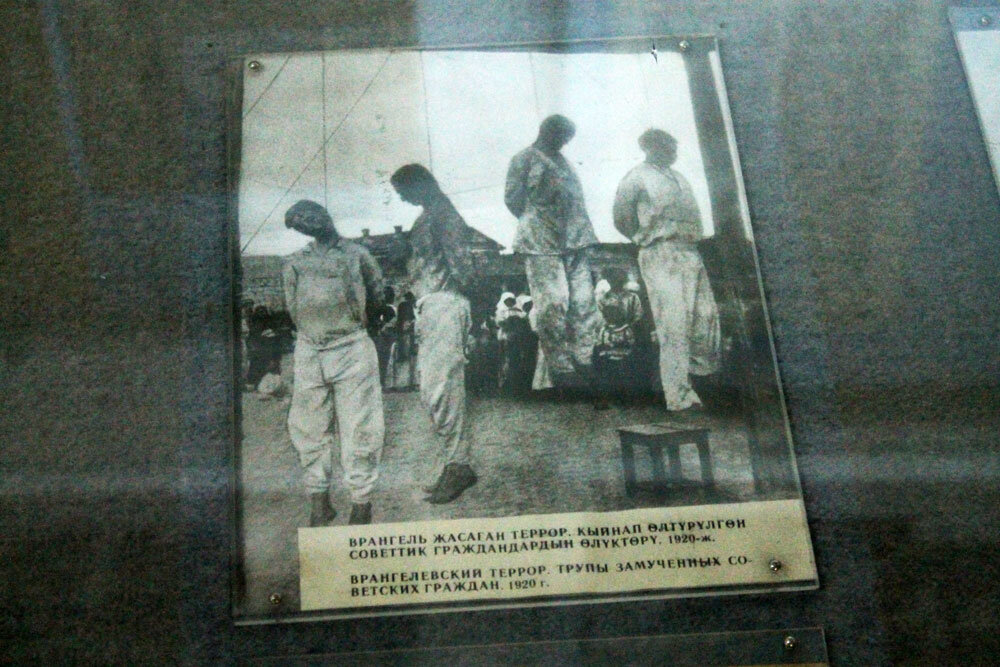 ВРАНГЕЛЬ ЖАСАГАН ТЕРРОР. КЫЙНАП ӨЛТҮРҮЛГӨН
СОВЕТТИК ГРАЖДАНДАРДЫН ӨЛҮКТӨРҮ, 1920-ж.
ВРАНГЕЛЕВСКИЙ ТЕРРОР. ТРУПЫ ЗАМУЧЕННЫХ СО-
ВЕТСКИХ ГРАЖДАН. 1920 г.